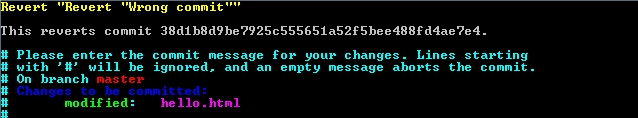 Revert "Revert "Wrong commit""
This reverts commit 38d1b8d9be7925c555651a52f5bee488fd4ae7e4.
# Please enter the commit message for your changes. Lines starting
# with '#' will be ignored, and an empty message aborts the commit.
# On branch master
# Changes to be committed:
#       modified:   hello.html
#